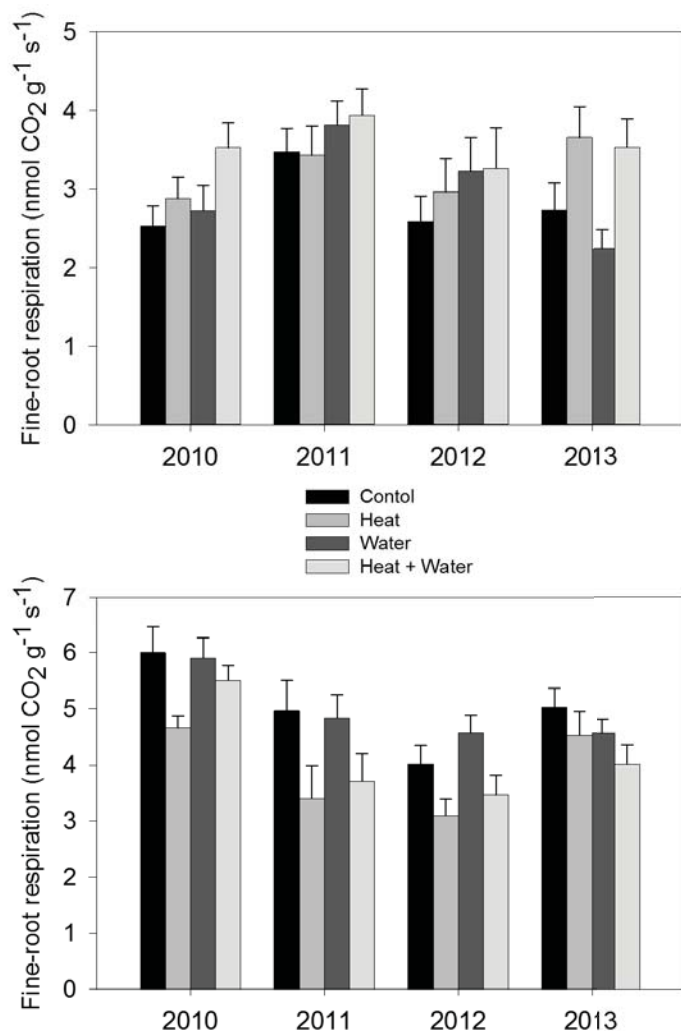 Fine-root respiration (nmol CO2 g-1 s-1)
5
4
3
2
1
0
2010 2011 2012 2013
Contol
Heat
Water
Heat + Water
Fine-root respiration (nmol CO2 g-1 s-1)
7
6
5
4
3
2
1
0
2010 2011 2012 2013